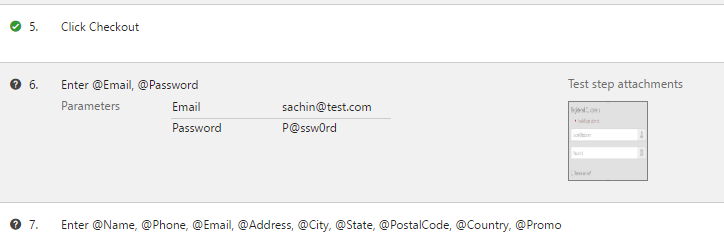 5. Click Checkout
6. Enter @Email, @Password
Test step attachments
Parameters Email sachin@test.com
Password P@ssw0rd
7. Enter @Name, @Phone, @Email, @Address, @City, @State, @PostalCode, @Country, @Promo